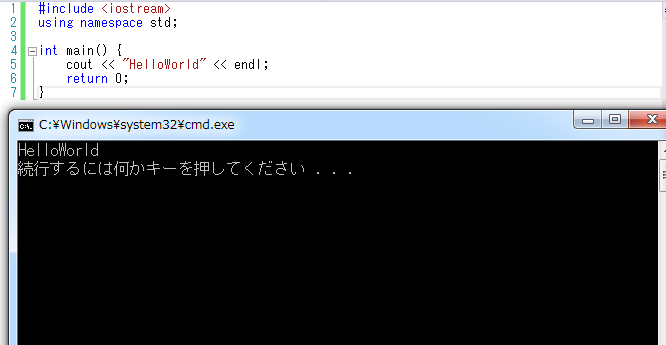 1 #include <iostream>
2 using namespace std;
3
4 int main() {
5 cout << "HelloWorld" << endl;
6 return 0;
7 }
C:¥Windows¥system32¥cmd.exe
HelloWorld
続行するには何かキーを押してください . . .